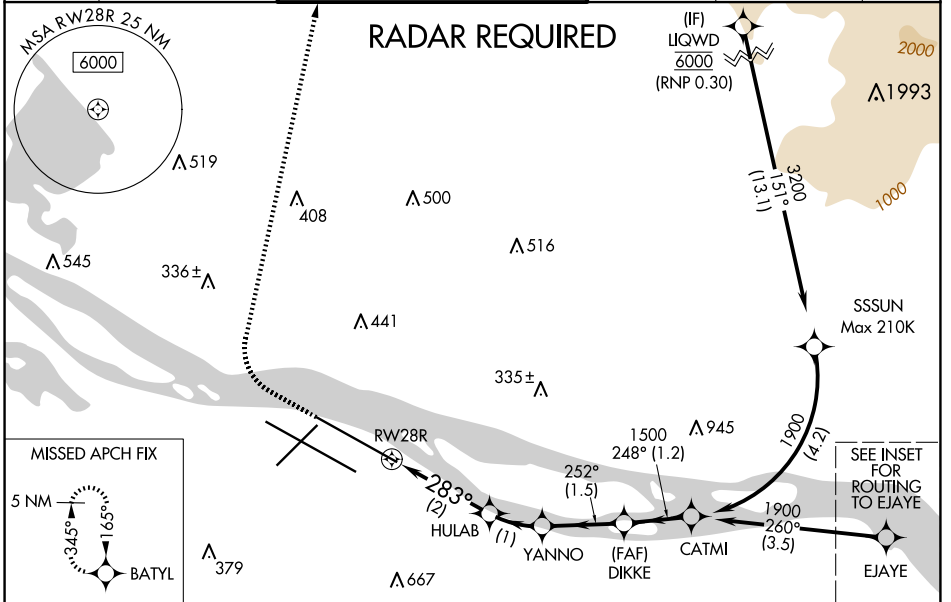 MSA RW28R 25 NM
6000
RADAR REQUIRED
(IF)
LIQWD
6000
(RNP 0.30)
2000
1993
1000
519
408
500
516
545
336±
441
335±
3200
151°
(13.1)
SSSUN
Max 210K
945
1900
(4.2)
RW28R
1500
248° (1.2)
252°
(1.5)
283°
(2)
HULAB
(1)
YANNO
(FAF)
DIKKE
CATMI
1900
260°
(3.5)
SEE INSET
FOR
ROUTING
TO EJAYE
EJAYE
MISSED APCH FIX
5 NM
345°
165°
BATYL
379
667